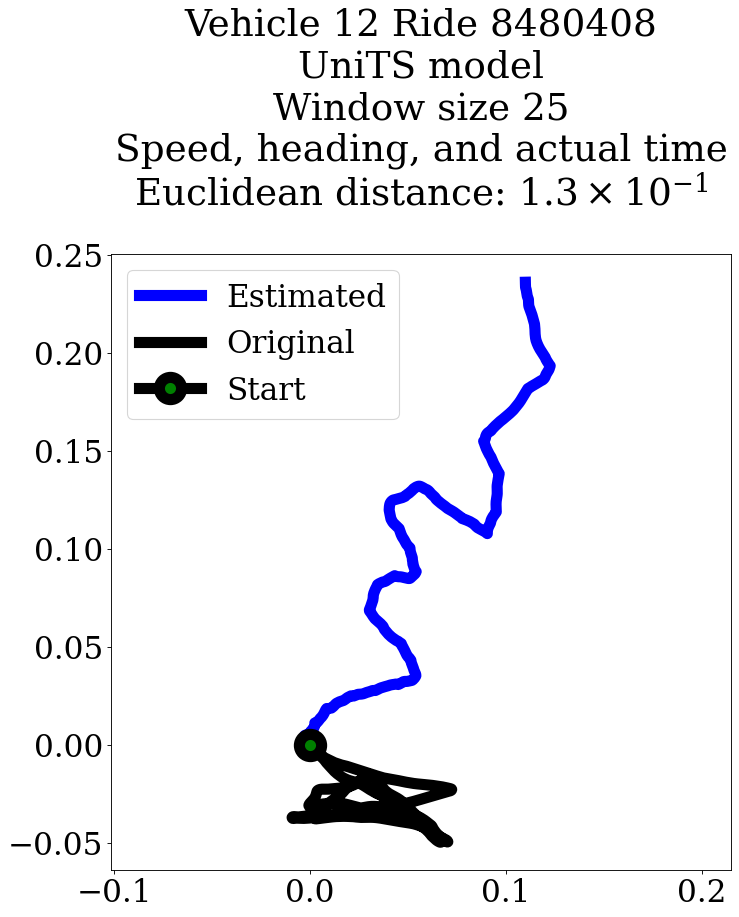 Vehicle 12 Ride 8480408
UniTS model
Window size 25
Speed, heading, and actual time
Euclidean distance: 1.3 × 10⁻¹
0.25
0.20
0.15
0.10
0.05
0.00
−0.05
Estimated
Original
Start
−0.1
0.0
0.1
0.2